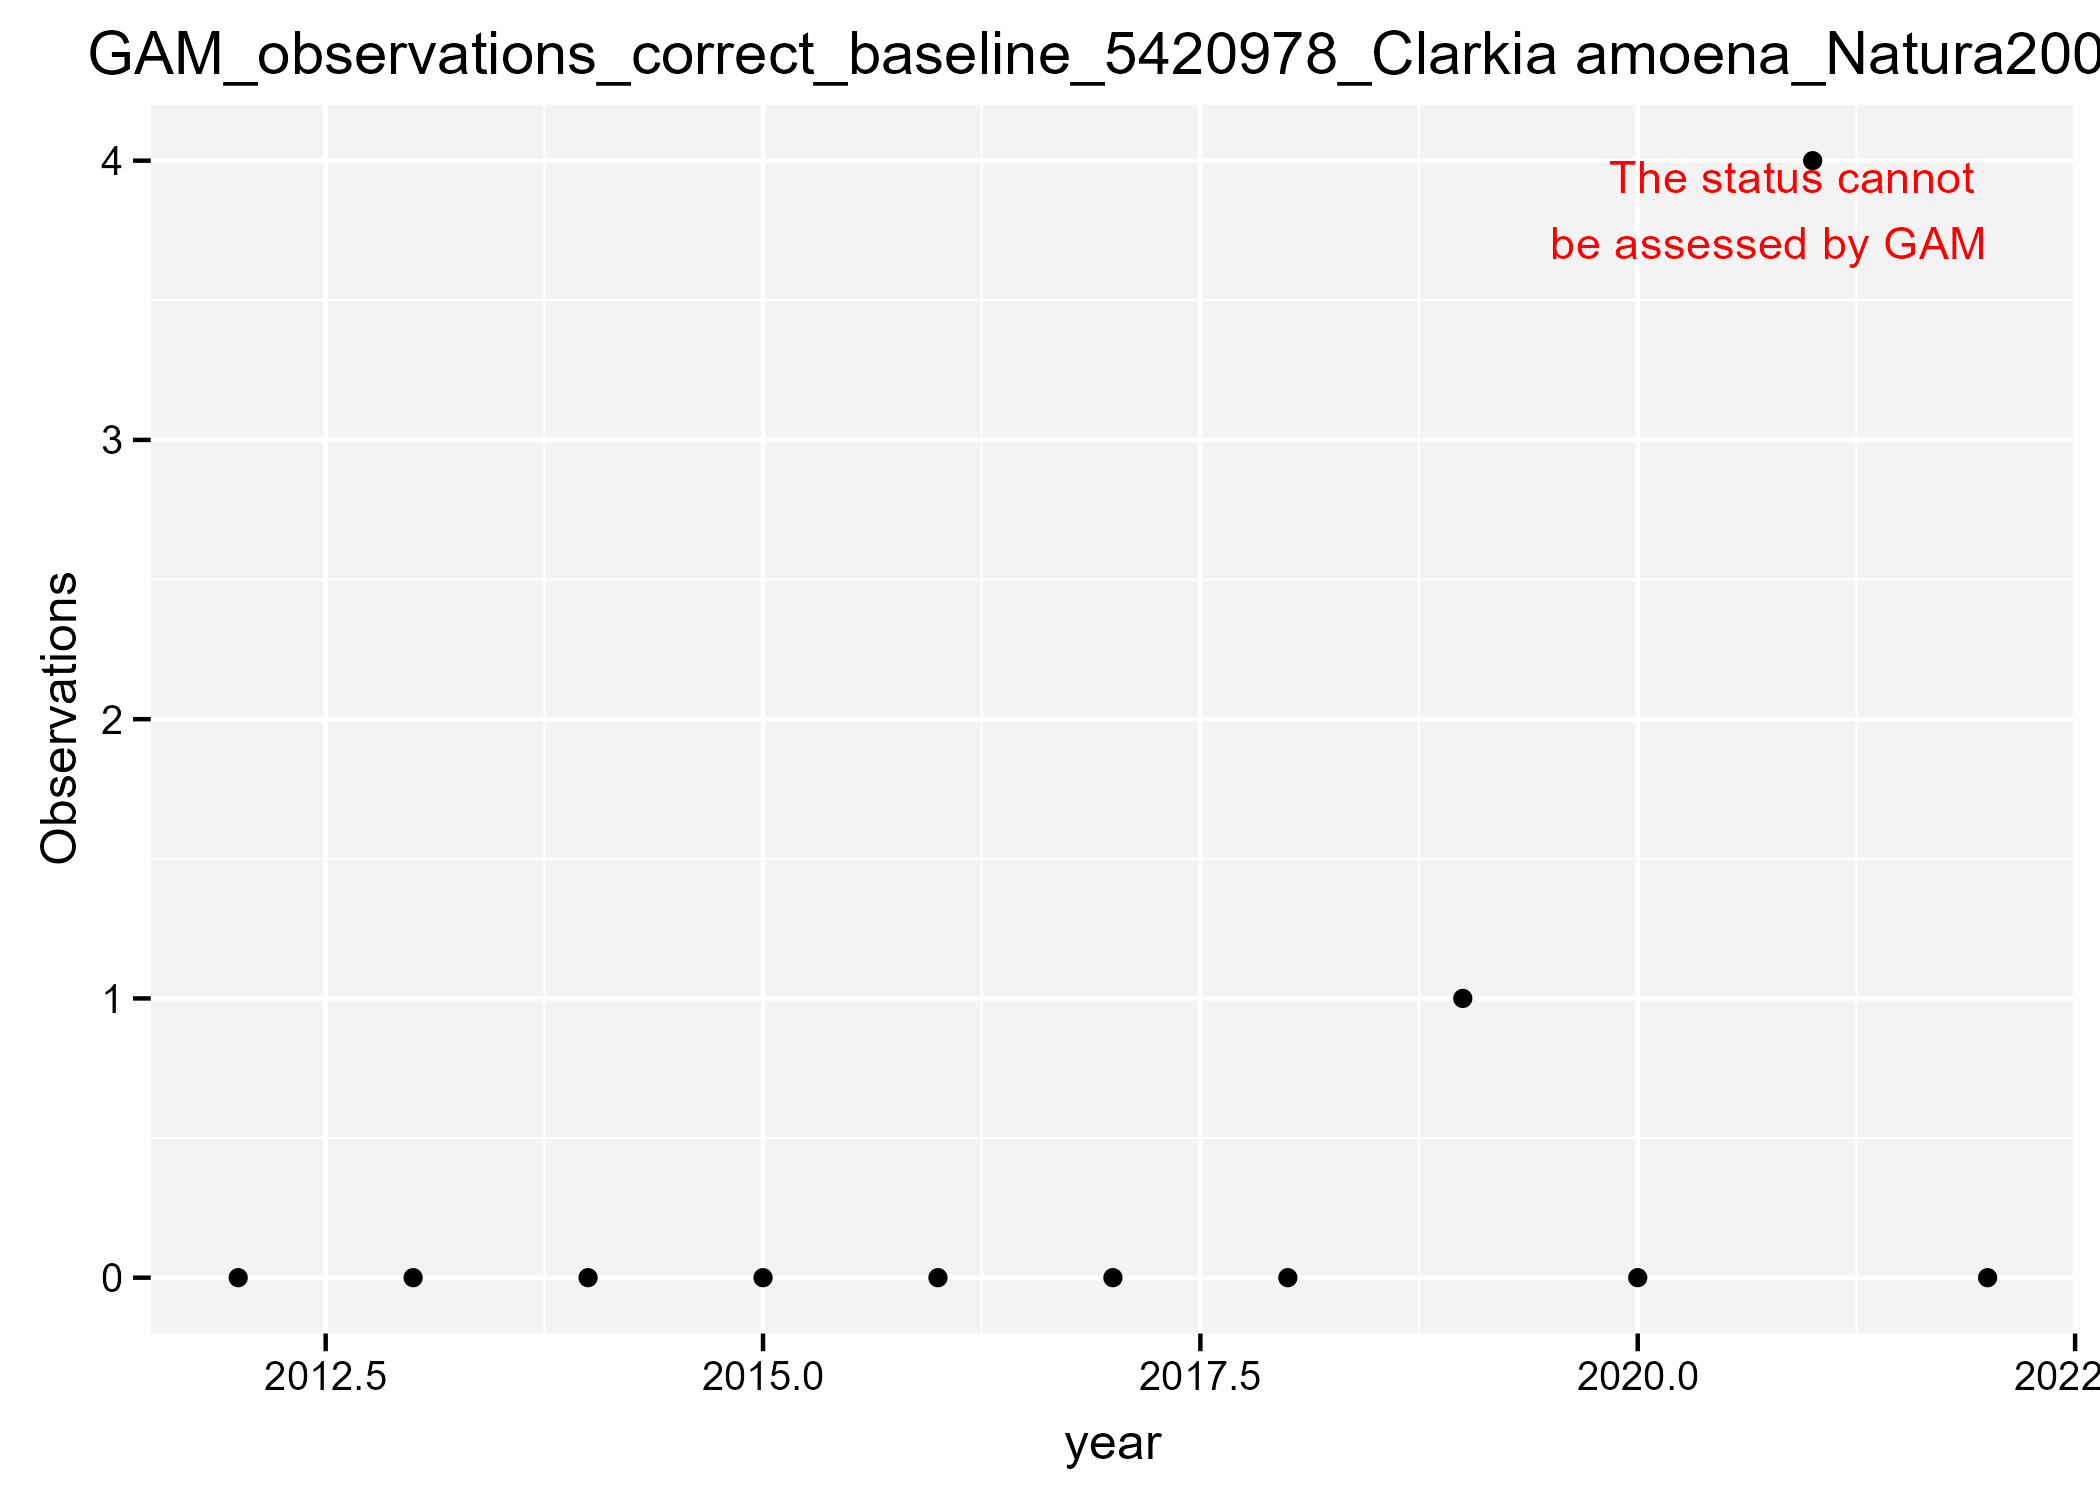 GAM_observations_correct_baseline_5420978_Clarkia amoena_Natura200
4
The status cannot
be assessed by GAM
3
Observations
2
1
0
2012.5 2015.0 2017.5 2020.0 2022
year